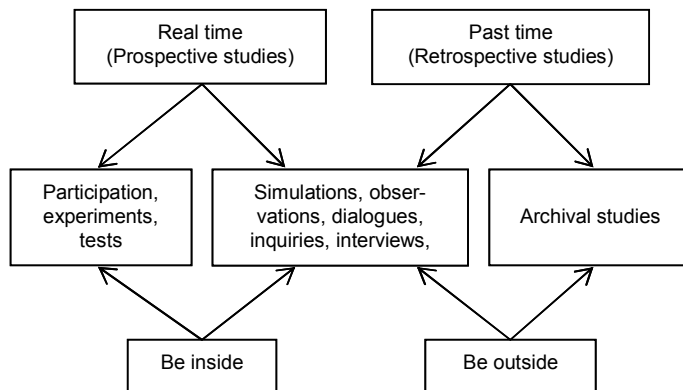 Real time
(Prospective studies)
Past time
(Retrospective studies)
Participation,
experiments,
tests
Simulations, obser-
vations, dialogues,
inquiries, interviews,
Archival studies
Be inside
Be outside